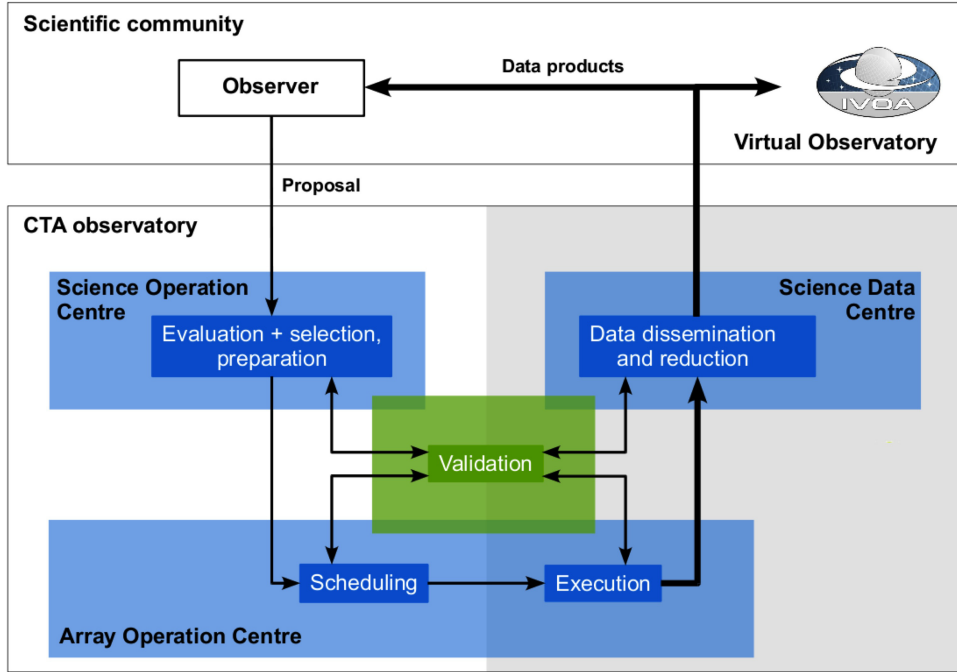 Scientific community
Observer
Data products
IVOA
Virtual Observatory
Proposal
CTA observatory
Science Operation
Centre
Evaluation + selection,
preparation
Science Data
Centre
Data dissemination
and reduction
Validation
Scheduling
Execution
Array Operation Centre